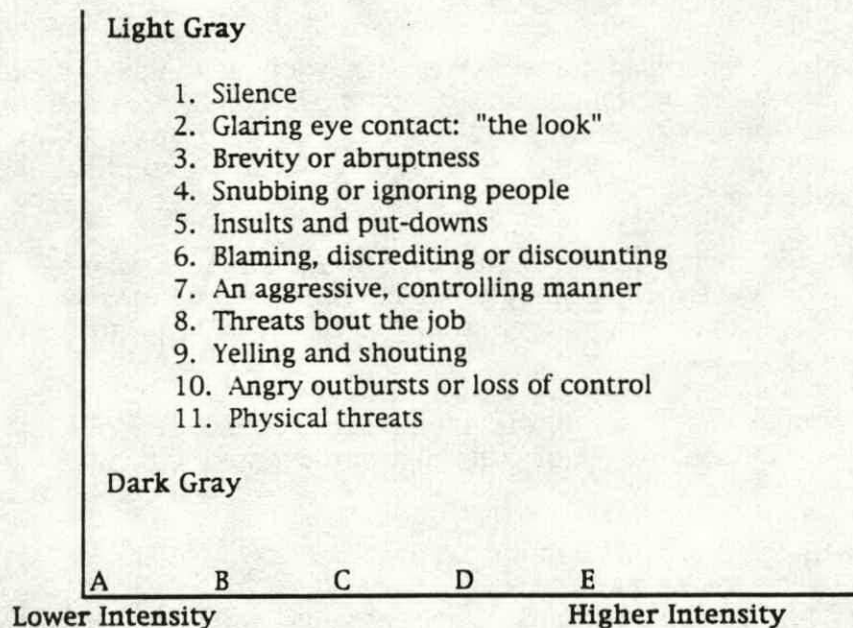 Light Gray
1. Silence
2. Glaring eye contact: "the look"
3. Brevity or abruptness
4. Snubbing or ignoring people
5. Insults and put-downs
6. Blaming, discrediting or discounting
7. An aggressive, controlling manner
8. Threats bout the job
9. Yelling and shouting
10. Angry outbursts or loss of control
11. Physical threats
Dark Gray
A B C D E
Lower Intensity Higher Intensity